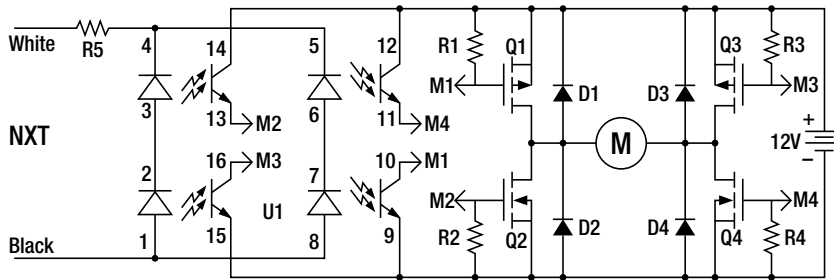 White
R5
4
14
5
12
R1
Q1
Q3
R3
M1
D1
D3
M3
3
13
M2
6
11
M4
NXT
M
12V
+
−
2
16
M3
7
10
M1
M2
M4
U1
R2
Q2
D2
D4
Q4
R4
Black
1
15
8
9